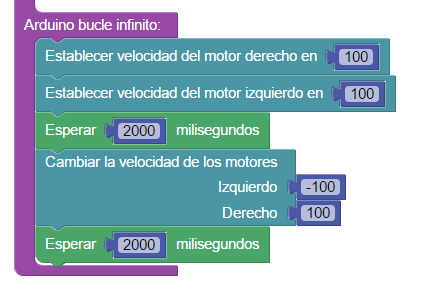 Arduino bucle infinito:
Establecer velocidad del motor derecho en 100
Establecer velocidad del motor izquierdo en 100
Esperar 2000 milisegundos
Cambiar la velocidad de los motores
Izquierdo -100
Derecho 100
Esperar 2000 milisegundos